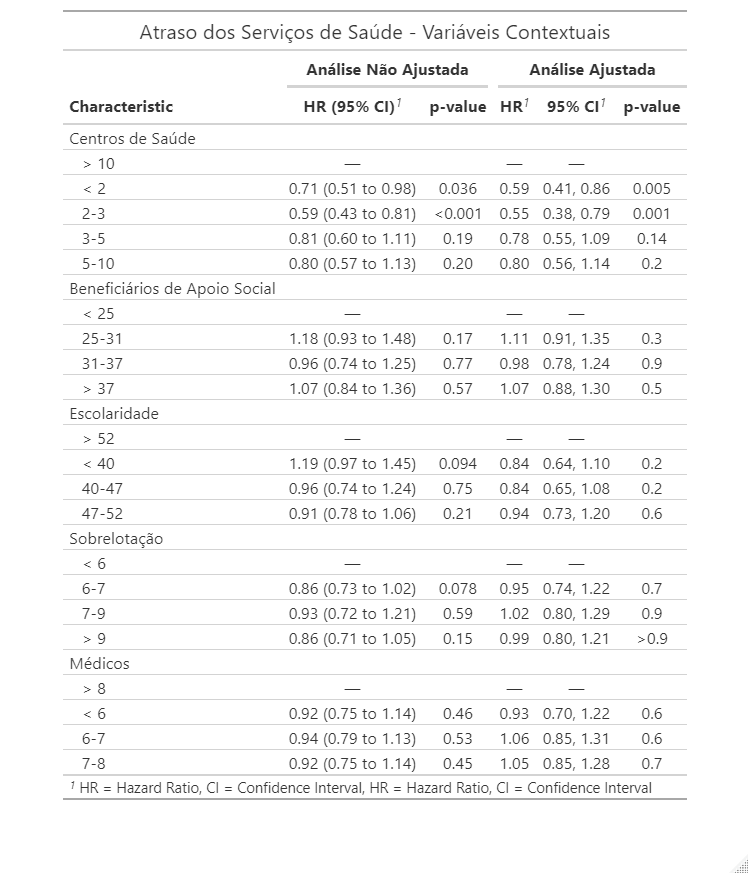 Atraso dos Serviços de Saúde - Variáveis Contextuais
Análise Não Ajustada Análise Ajustada
Characteristic HR (95% CI)1 p-value HR1 95% CI1 p-value
Centros de Saúde
> 10 — — —
< 2 0.71 (0.51 to 0.98) 0.036 0.59 0.41, 0.86 0.005
2-3 0.59 (0.43 to 0.81) <0.001 0.55 0.38, 0.79 0.001
3-5 0.81 (0.60 to 1.11) 0.19 0.78 0.55, 1.09 0.14
5-10 0.80 (0.57 to 1.13) 0.20 0.80 0.56, 1.14 0.2
Beneficiários de Apoio Social
< 25 — — —
25-31 1.18 (0.93 to 1.48) 0.17 1.11 0.91, 1.35 0.3
31-37 0.96 (0.74 to 1.25) 0.77 0.98 0.78, 1.24 0.9
> 37 1.07 (0.84 to 1.36) 0.57 1.07 0.88, 1.30 0.5
Escolaridade
> 52 — — —
< 40 1.19 (0.97 to 1.45) 0.094 0.84 0.64, 1.10 0.2
40-47 0.96 (0.74 to 1.24) 0.75 0.84 0.65, 1.08 0.2
47-52 0.91 (0.78 to 1.06) 0.21 0.94 0.73, 1.20 0.6
Sobrelotação
< 6 — — —
6-7 0.86 (0.73 to 1.02) 0.078 0.95 0.74, 1.22 0.7
7-9 0.93 (0.72 to 1.21) 0.59 1.02 0.80, 1.29 0.9
> 9 0.86 (0.71 to 1.05) 0.15 0.99 0.80, 1.21 >0.9
Médicos
> 8 — — —
< 6 0.92 (0.75 to 1.14) 0.46 0.93 0.70, 1.22 0.6
6-7 0.94 (0.79 to 1.13) 0.53 1.06 0.85, 1.31 0.6
7-8 0.92 (0.75 to 1.14) 0.45 1.05 0.85, 1.28 0.7
1 HR = Hazard Ratio, CI = Confidence Interval, HR = Hazard Ratio, CI = Confidence Interval